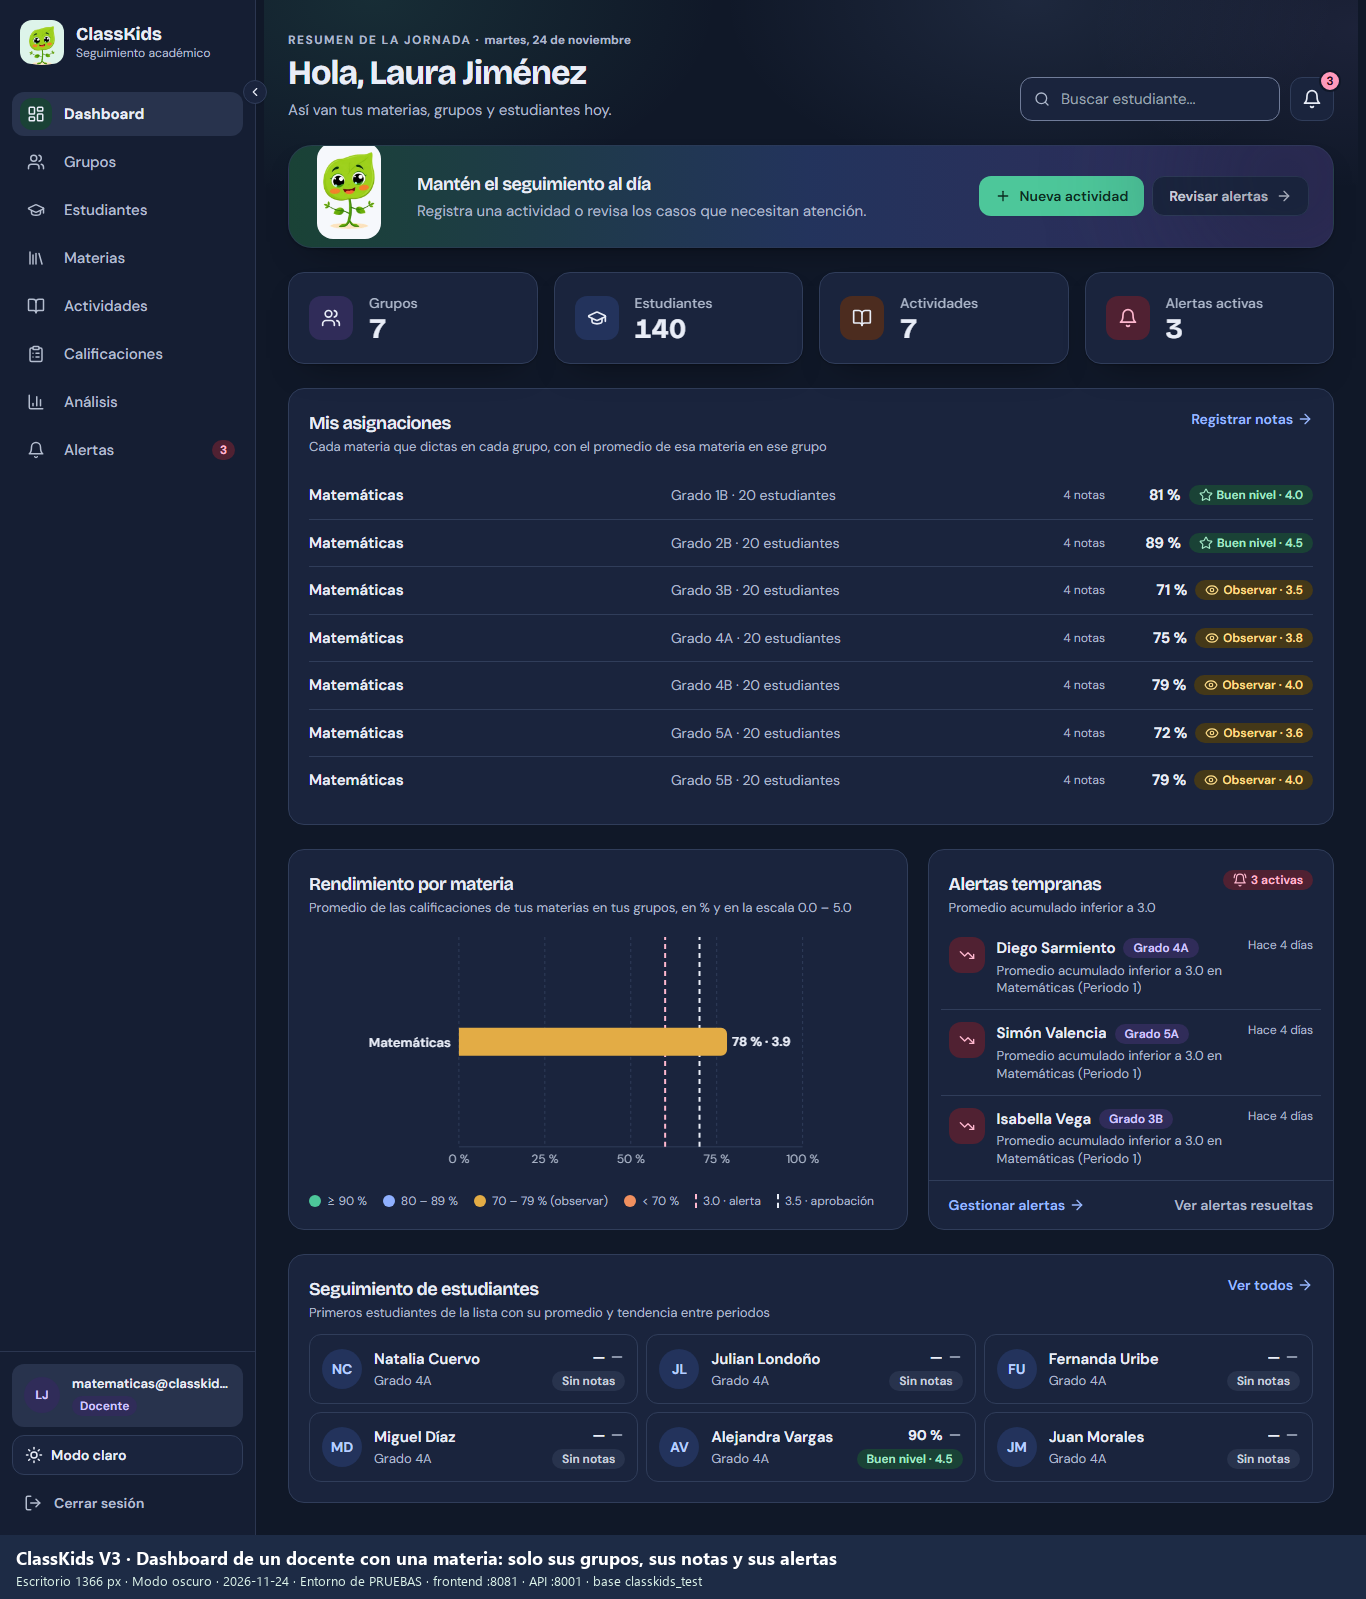 ClassKids
Seguimiento académico
Dashboard
Grupos
Estudiantes
Materias
Actividades
Calificaciones
Análisis
Alertas
3
LJ
matematicas@classkid...
Docente
Modo claro
Cerrar sesión
RESUMEN DE LA JORNADA · martes, 24 de noviembre
Hola, Laura Jiménez
Así van tus materias, grupos y estudiantes hoy.
Buscar estudiante...
3
Mantén el seguimiento al día
Registra una actividad o revisa los casos que necesitan atención.
Nueva actividad
Revisar alertas
Grupos
7
Estudiantes
140
Actividades
7
Alertas activas
3
Mis asignaciones
Registrar notas
Cada materia que dictas en cada grupo, con el promedio de esa materia en ese grupo
Matemáticas Grado 1B · 20 estudiantes 4 notas 81 % Buen nivel · 4.0
Matemáticas Grado 2B · 20 estudiantes 4 notas 89 % Buen nivel · 4.5
Matemáticas Grado 3B · 20 estudiantes 4 notas 71 % Observar · 3.5
Matemáticas Grado 4A · 20 estudiantes 4 notas 75 % Observar · 3.8
Matemáticas Grado 4B · 20 estudiantes 4 notas 79 % Observar · 4.0
Matemáticas Grado 5A · 20 estudiantes 4 notas 72 % Observar · 3.6
Matemáticas Grado 5B · 20 estudiantes 4 notas 79 % Observar · 4.0
Rendimiento por materia
Promedio de las calificaciones de tus materias en tus grupos, en % y en la escala 0.0 – 5.0
Matemáticas 78 % · 3.9
0 % 25 % 50 % 75 % 100 %
≥ 90 % 80 – 89 % 70 – 79 % (observar) < 70 % 3.0 · alerta 3.5 · aprobación
Alertas tempranas
3 activas
Promedio acumulado inferior a 3.0
Diego Sarmiento Grado 4A Hace 4 días
Promedio acumulado inferior a 3.0 en
Matemáticas (Periodo 1)
Simón Valencia Grado 5A Hace 4 días
Promedio acumulado inferior a 3.0 en
Matemáticas (Periodo 1)
Isabella Vega Grado 3B Hace 4 días
Promedio acumulado inferior a 3.0 en
Matemáticas (Periodo 1)
Gestionar alertas
Ver alertas resueltas
Seguimiento de estudiantes
Ver todos
Primeros estudiantes de la lista con su promedio y tendencia entre periodos
NC Natalia Cuervo — —
Grado 4A Sin notas
JL Julian Londoño — —
Grado 4A Sin notas
FU Fernanda Uribe — —
Grado 4A Sin notas
MD Miguel Díaz — —
Grado 4A Sin notas
AV Alejandra Vargas 90 % —
Grado 4A Buen nivel · 4.5
JM Juan Morales — —
Grado 4A Sin notas
ClassKids V3 · Dashboard de un docente con una materia: solo sus grupos, sus notas y sus alertas
Escritorio 1366 px · Modo oscuro · 2026-11-24 · Entorno de PRUEBAS · frontend :8081 · API :8001 · base classkids_test